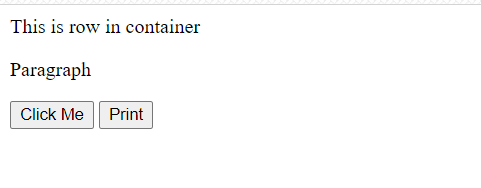 This is row in container
Paragraph
Click Me Print